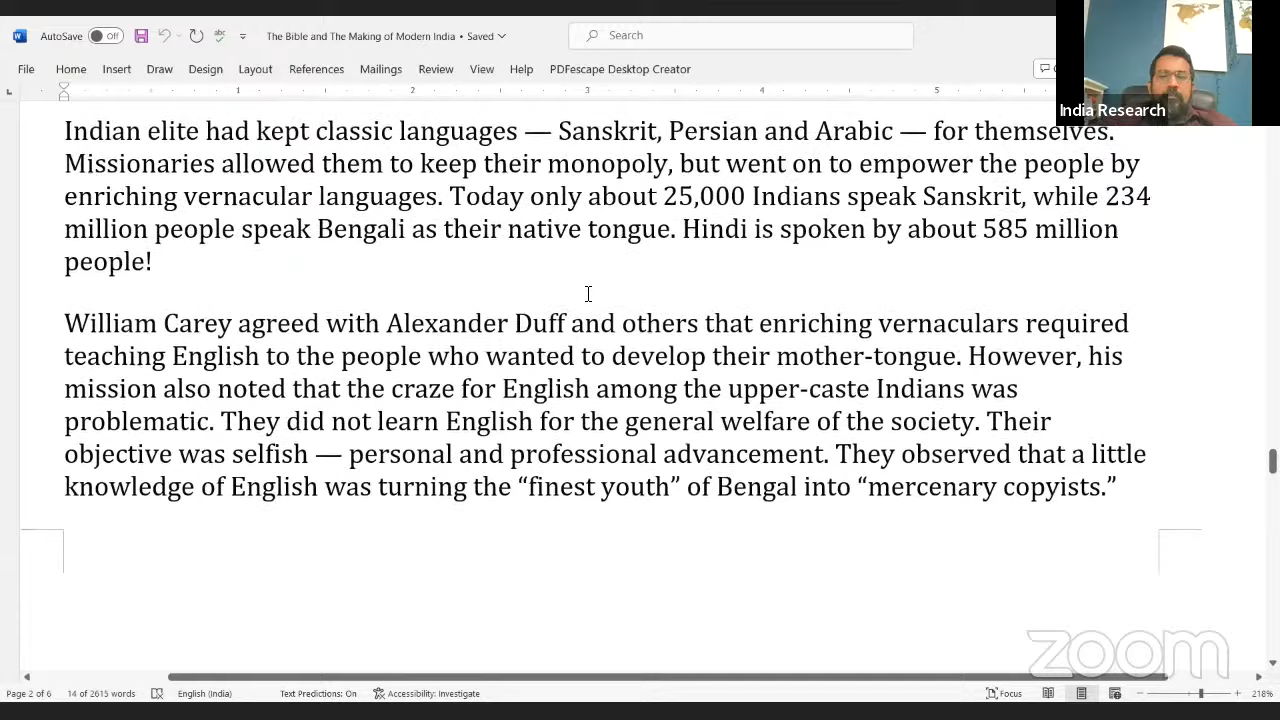 AutoSave Off The Bible and The Making of Modern India • Saved Search
File Home Insert Draw Design Layout References Mailings Review View Help PDFescape Desktop Creator
India Research
1 2 3 4 5
Indian elite had kept classic languages — Sanskrit, Persian and Arabic — for themselves.
Missionaries allowed them to keep their monopoly, but went on to empower the people by
enriching vernacular languages. Today only about 25,000 Indians speak Sanskrit, while 234
million people speak Bengali as their native tongue. Hindi is spoken by about 585 million
people!
William Carey agreed with Alexander Duff and others that enriching vernaculars required
teaching English to the people who wanted to develop their mother-tongue. However, his
mission also noted that the craze for English among the upper-caste Indians was
problematic. They did not learn English for the general welfare of the society. Their
objective was selfish — personal and professional advancement. They observed that a little
knowledge of English was turning the “finest youth” of Bengal into “mercenary copyists.”
zoom
Page 2 of 6 14 of 2615 words English (India) Text Predictions: On Accessibility: Investigate Focus 218%